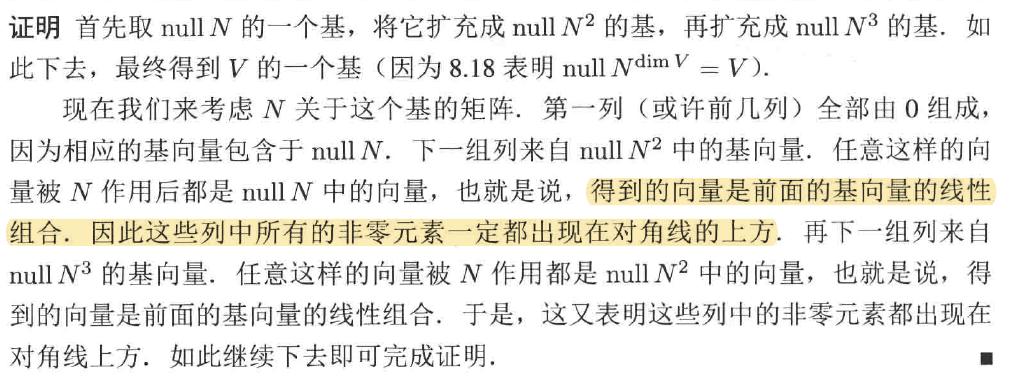 证明 首先取 null N 的一个基，将它扩充成 null N² 的基，再扩充成 null N³ 的基．如
此下去，最终得到 V 的一个基（因为 8.18 表明 null N^{dim V} = V）．
现在我们来考虑 N 关于这个基的矩阵．第一列（或许前几列）全部由 0 组成，
因为相应的基向量包含于 null N．下一组列来自 null N² 中的基向量．任意这样的向
量被 N 作用后都是 null N 中的向量，也就是说，得到的向量是前面的基向量的线性
组合．因此这些列中所有的非零元素一定都出现在对角线的上方．再下一组列来自
null N³ 的基向量．任意这样的向量被 N 作用都是 null N² 中的向量，也就是说，得
到的向量是前面的基向量的线性组合．于是，这又表明这些列中的非零元素都出现在
对角线上方．如此继续下去即可完成证明．■